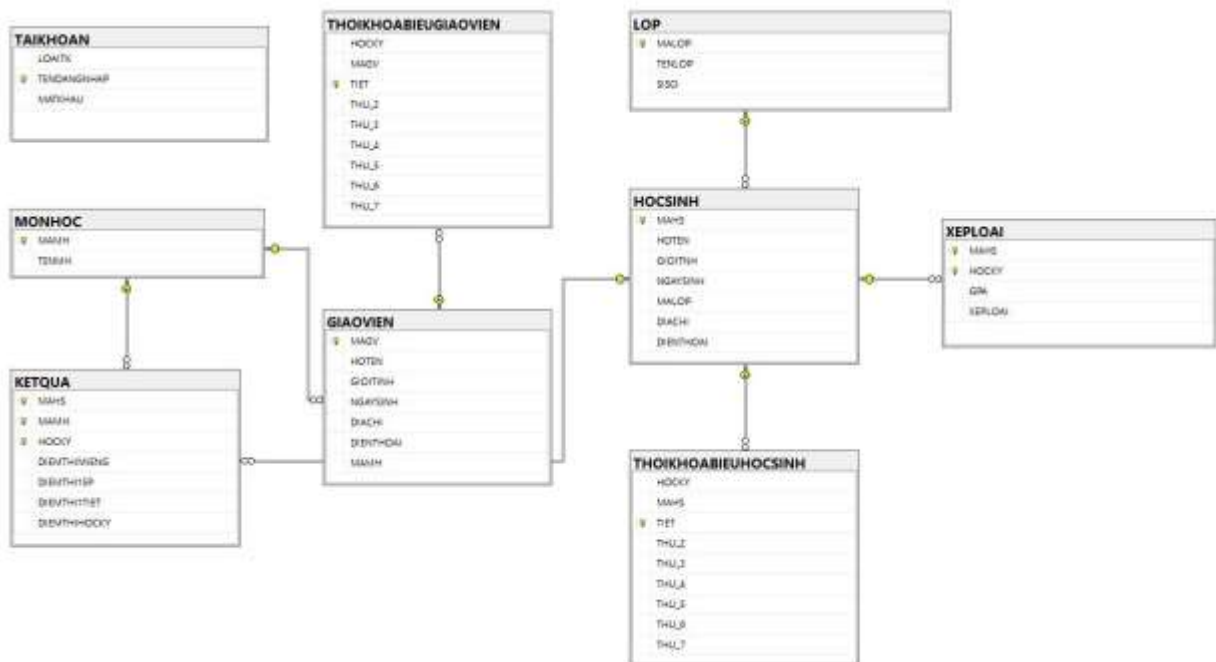 TAIKHOAN
LOAITK
TENDANGNHAP
MATKHAU
THOIKHOABIEUGIAOVIEN
HOCKY
MAGV
TIET
THU_2
THU_3
THU_4
THU_5
THU_6
THU_7
LOP
MALOP
TENLOP
SISO
MONHOC
MAMH
TENMH
HOCSINH
MAHS
HOTEN
GIOITNH
NGAYSINH
MALOP
DIACHI
DIENTHOAI
XEPLOAI
MAHS
HOCKY
GPA
XEPLOAI
GIAOVIEN
MAGV
HOTEN
GIOITINH
NGAYSINH
DIACHI
DIENTHOAI
MAMH
KETQUA
MAHS
MAMH
HOCKY
DIEMTHIMIENG
DIEMTHI15P
DIEMTHI1TIET
DIEMTHIHOCKY
THOIKHOABIEUHOCSINH
HOCKY
MAHS
TIET
THU_2
THU_3
THU_4
THU_5
THU_6
THU_7